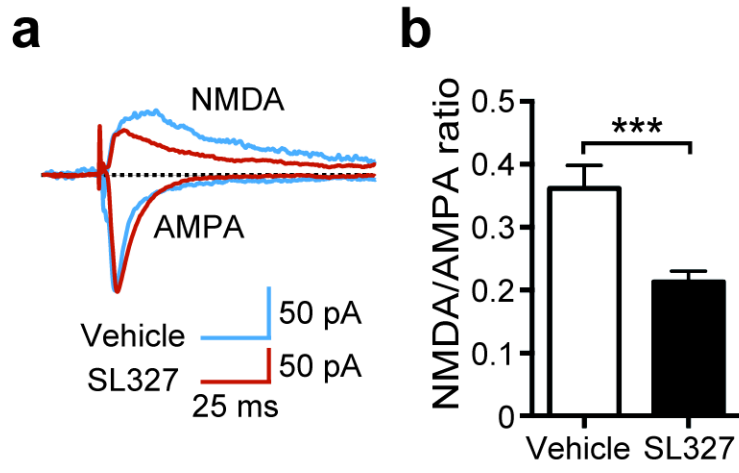 a
NMDA
AMPA
Vehicle
50 pA
SL327
50 pA
25 ms
b
NMDA/AMPA ratio
0.5
0.4
0.3
0.2
0.1
0
***
Vehicle
SL327